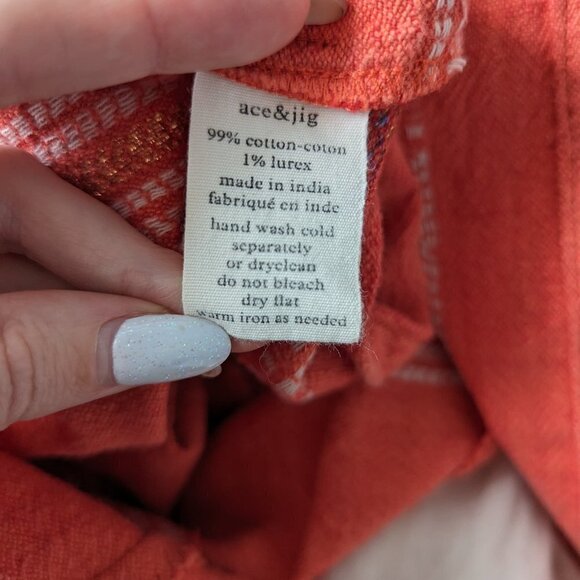 ace&jig
99% cotton-coton
1% lurex
made in india
fabriqué en inde
hand wash cold
separately
or dryclean
do not bleach
dry flat
warm iron as needed